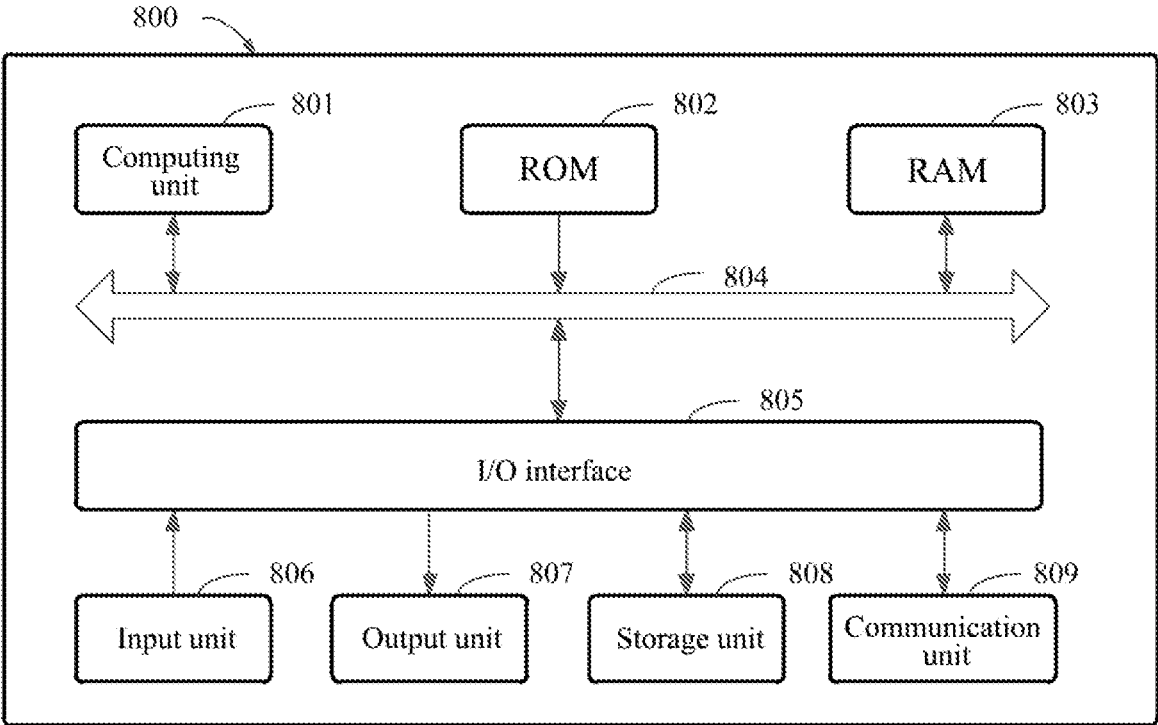 800
801
802
803
Computing
unit
ROM
RAM
804
805
I/O interface
806
807
808
809
Input unit
Output unit
Storage unit
Communication
unit